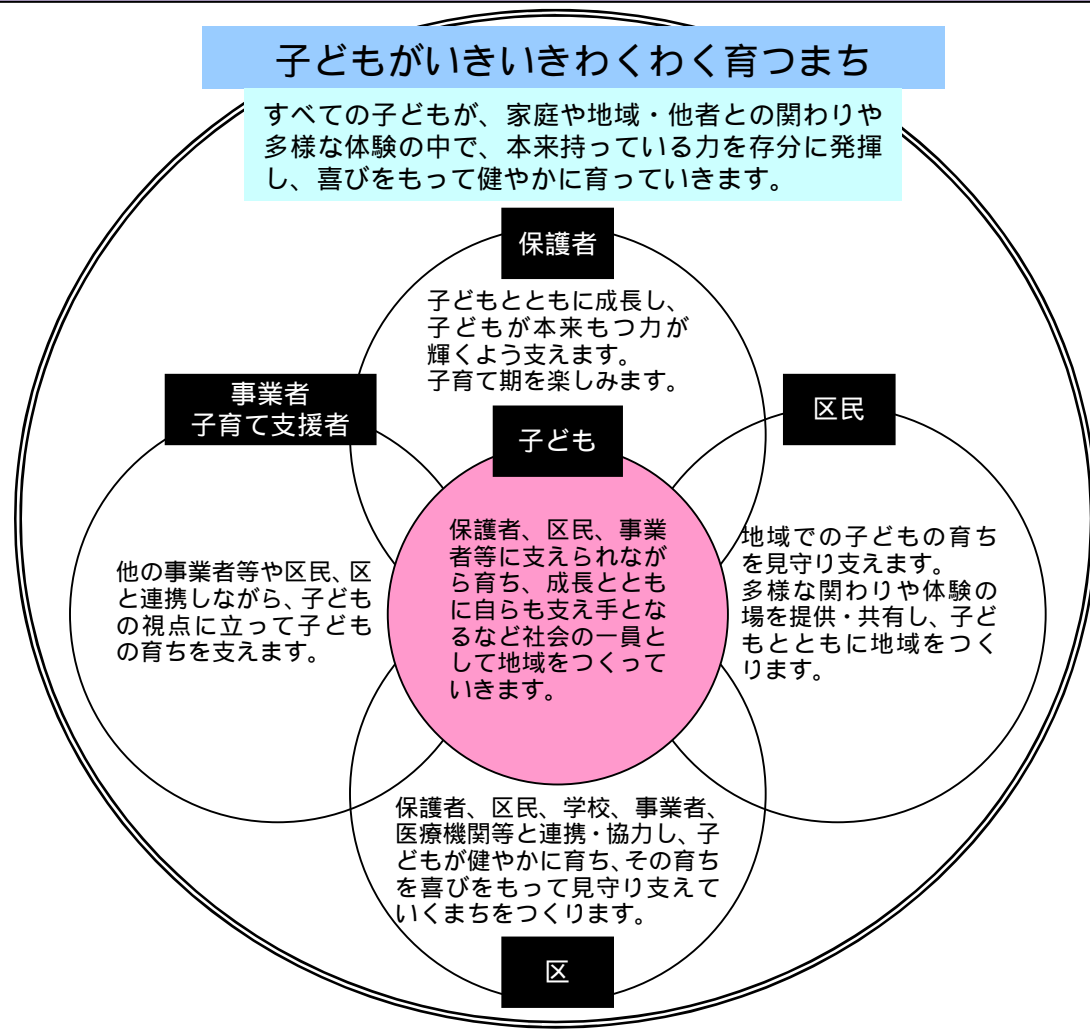 子どもがいきいきわくわく育つまち
すべての子どもが、家庭や地域・他者との関わりや
多様な体験の中で、本来持っている力を存分に発揮
し、喜びをもって健やかに育っていきます。
保護者
子どもとともに成長し、
子どもが本来もつ力が
輝くよう支えます。
子育て期を楽しみます。
事業者
子育て支援者
他の事業者等や区民、区
と連携しながら、子ども
の視点に立って子ども
の育ちを支えます。
子ども
保護者、区民、事業
者等に支えられなが
ら育ち、成長ととも
に自らも支え手とな
るなど社会の一員と
して地域をつくって
いきます。
区民
地域での子どもの育ち
を見守り支えます。
多様な関わりや体験の
場を提供・共有し、子ど
もとともに地域をつく
ります。
保護者、区民、学校、事業者、
医療機関等と連携・協力し、子
どもが健やかに育ち、その育ち
を喜びをもって見守り支えて
いくまちをつくります。
区